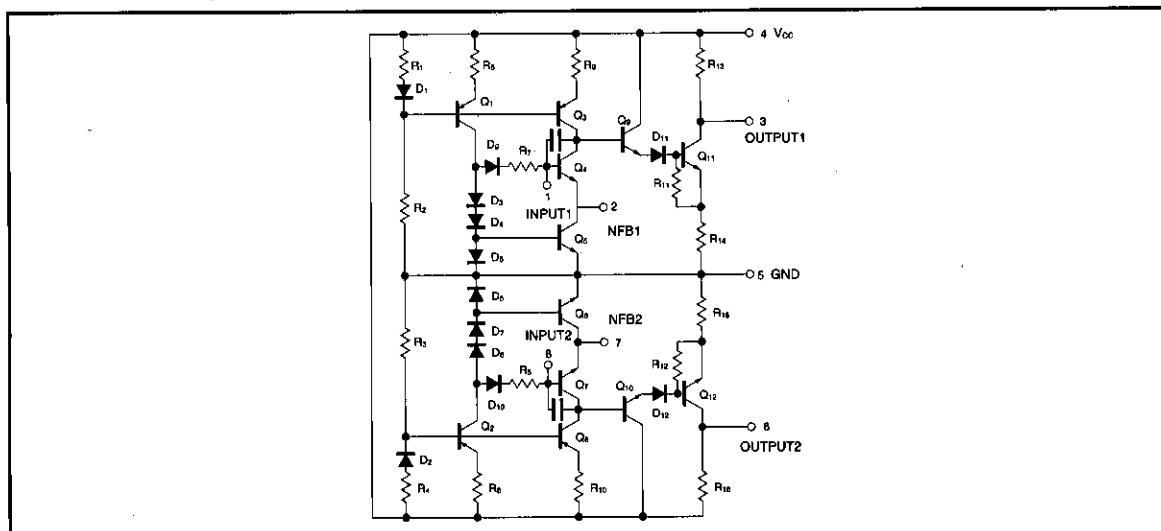 4 Vcc
R1
R5
R9
R13
D1
Q1
Q3
Q9
3
OUTPUT1
D11
Q11
D9
R7
Q4
R11
1
INPUT1
2
NFB1
D3
R2
D4
Q5
R14
D5
5 GND
D6
R15
Q6
NFB2
INPUT2
D7
7
R3
D8
8
R12
Q7
Q10
Q12
D10
D12
Q2
Q8
6
OUTPUT2
D2
R4
R6
R10
R16